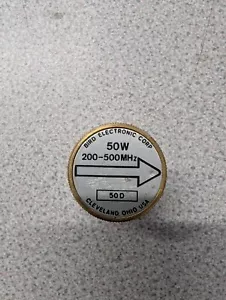 BIRD ELECTRONIC CORP
50W
200-500MHz
50D
CLEVELAND, OHIO USA